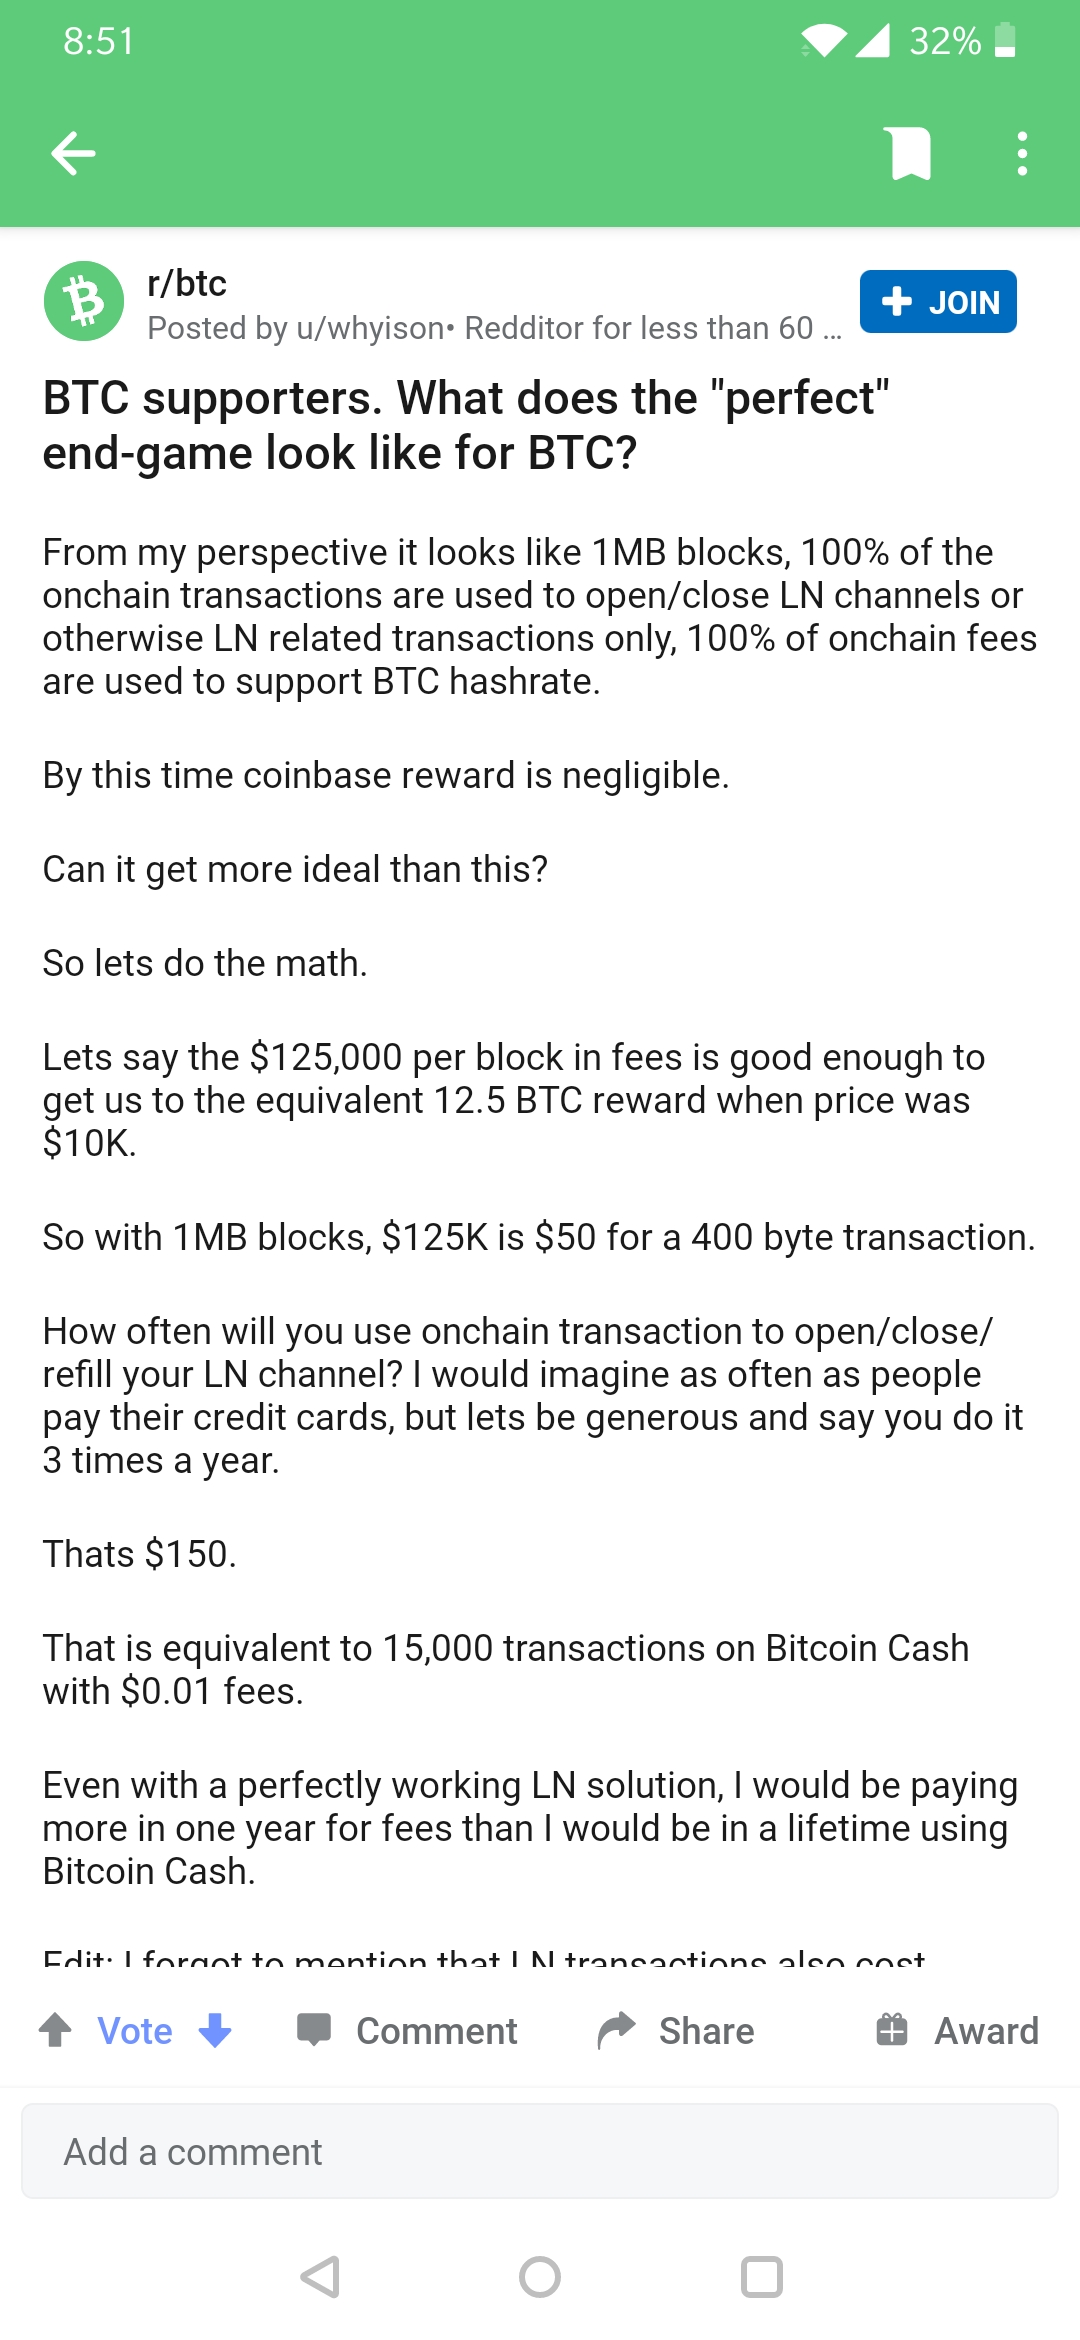 8:51
32%
r/btc
Posted by u/whyison• Redditor for less than 60 ...
JOIN
BTC supporters. What does the "perfect"
end-game look like for BTC?
From my perspective it looks like 1MB blocks, 100% of the
onchain transactions are used to open/close LN channels or
otherwise LN related transactions only, 100% of onchain fees
are used to support BTC hashrate.
By this time coinbase reward is negligible.
Can it get more ideal than this?
So lets do the math.
Lets say the $125,000 per block in fees is good enough to
get us to the equivalent 12.5 BTC reward when price was
$10K.
So with 1MB blocks, $125K is $50 for a 400 byte transaction.
How often will you use onchain transaction to open/close/
refill your LN channel? I would imagine as often as people
pay their credit cards, but lets be generous and say you do it
3 times a year.
Thats $150.
That is equivalent to 15,000 transactions on Bitcoin Cash
with $0.01 fees.
Even with a perfectly working LN solution, I would be paying
more in one year for fees than I would be in a lifetime using
Bitcoin Cash.
Edit: I forgot to mention that LN transactions also cost
Vote
Comment
Share
Award
Add a comment